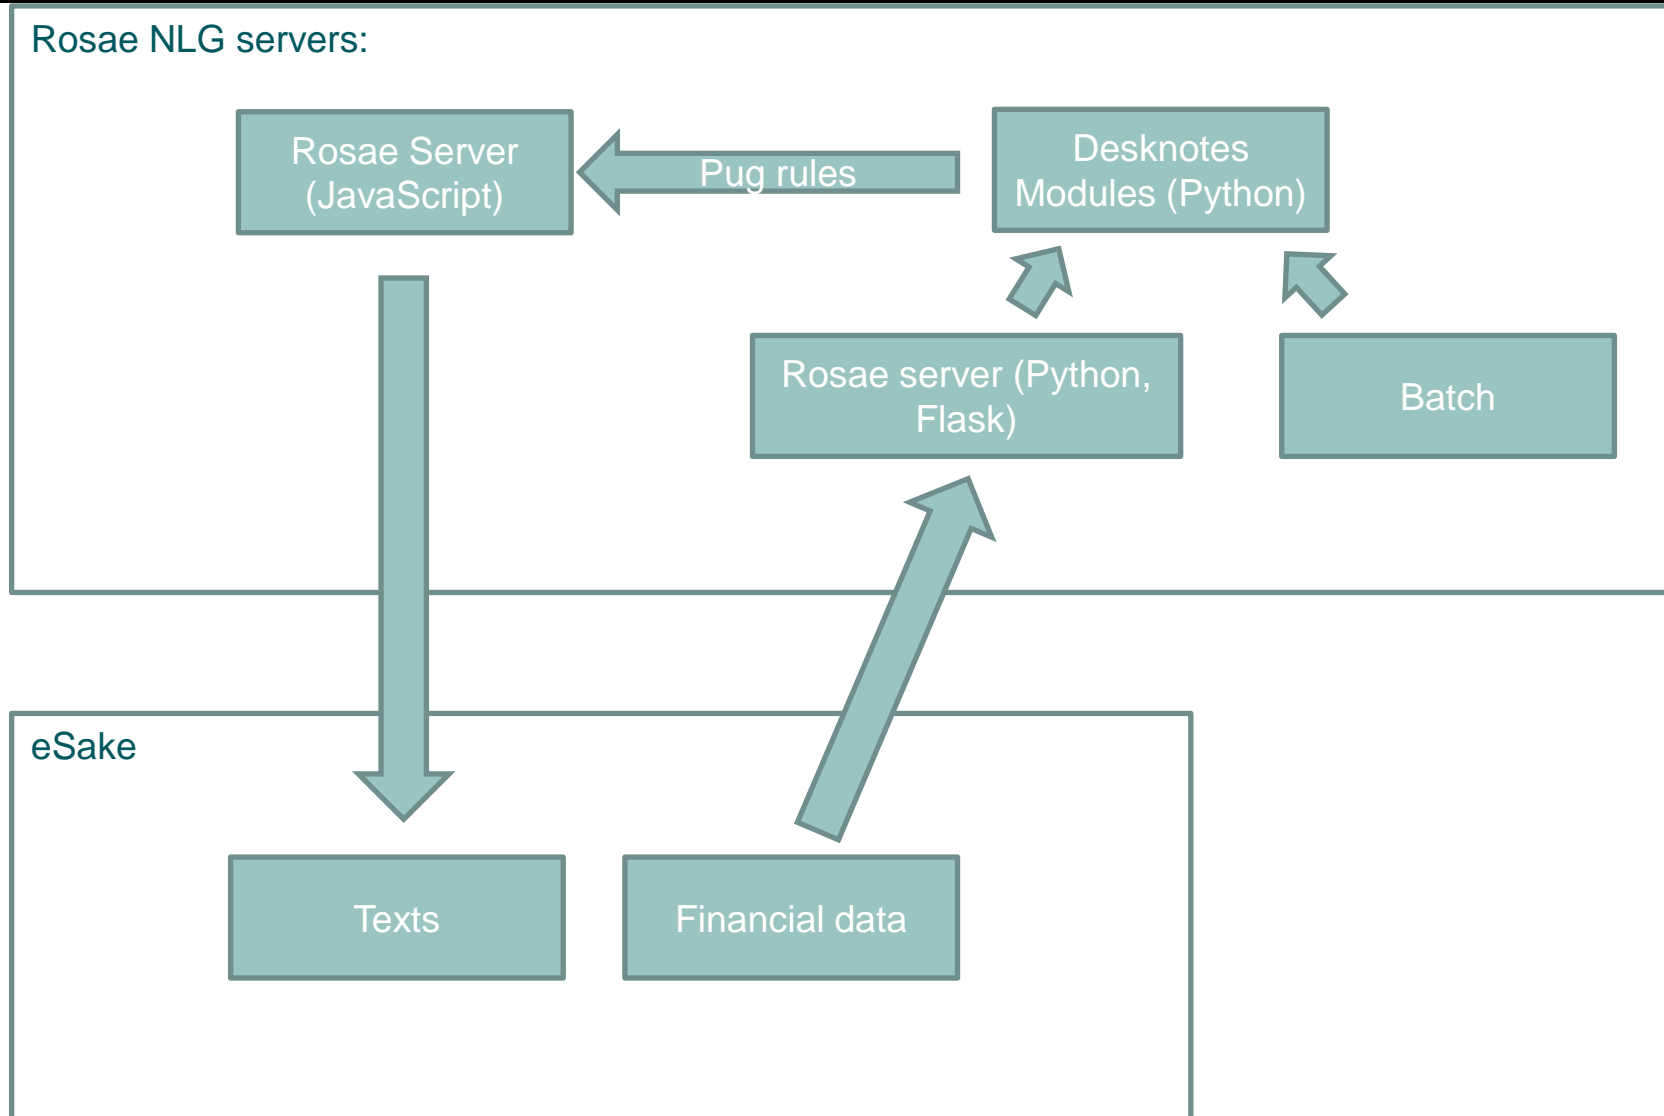 Rosae NLG servers:
Rosae Server
(JavaScript)
Pug rules
Desknotes
Modules (Python)
Rosae server (Python,
Flask)
Batch
eSake
Texts
Financial data